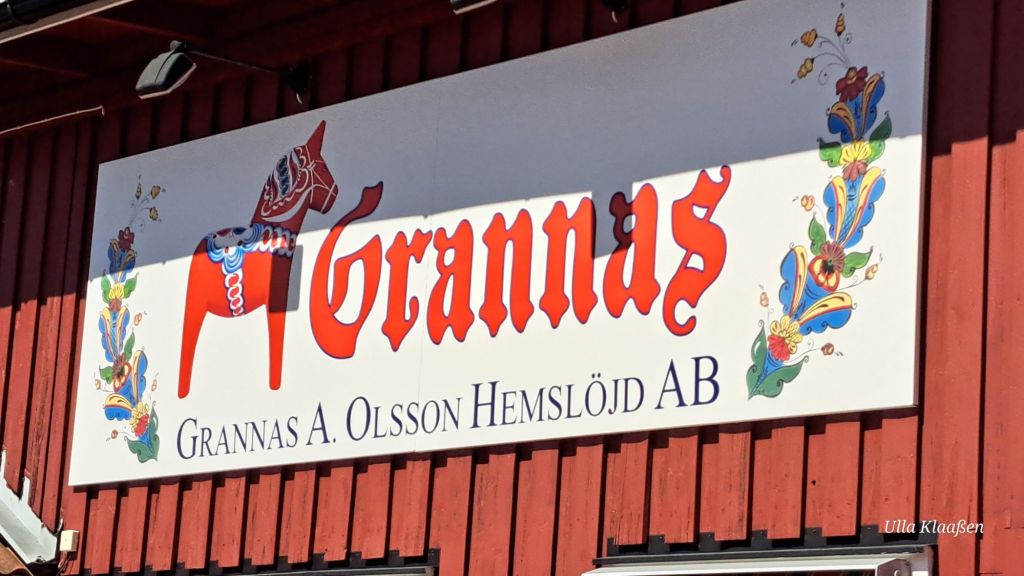 Grannas
GRANNAS A. OLSSON HEMSLÖJD AB
Ulla Klaaßen